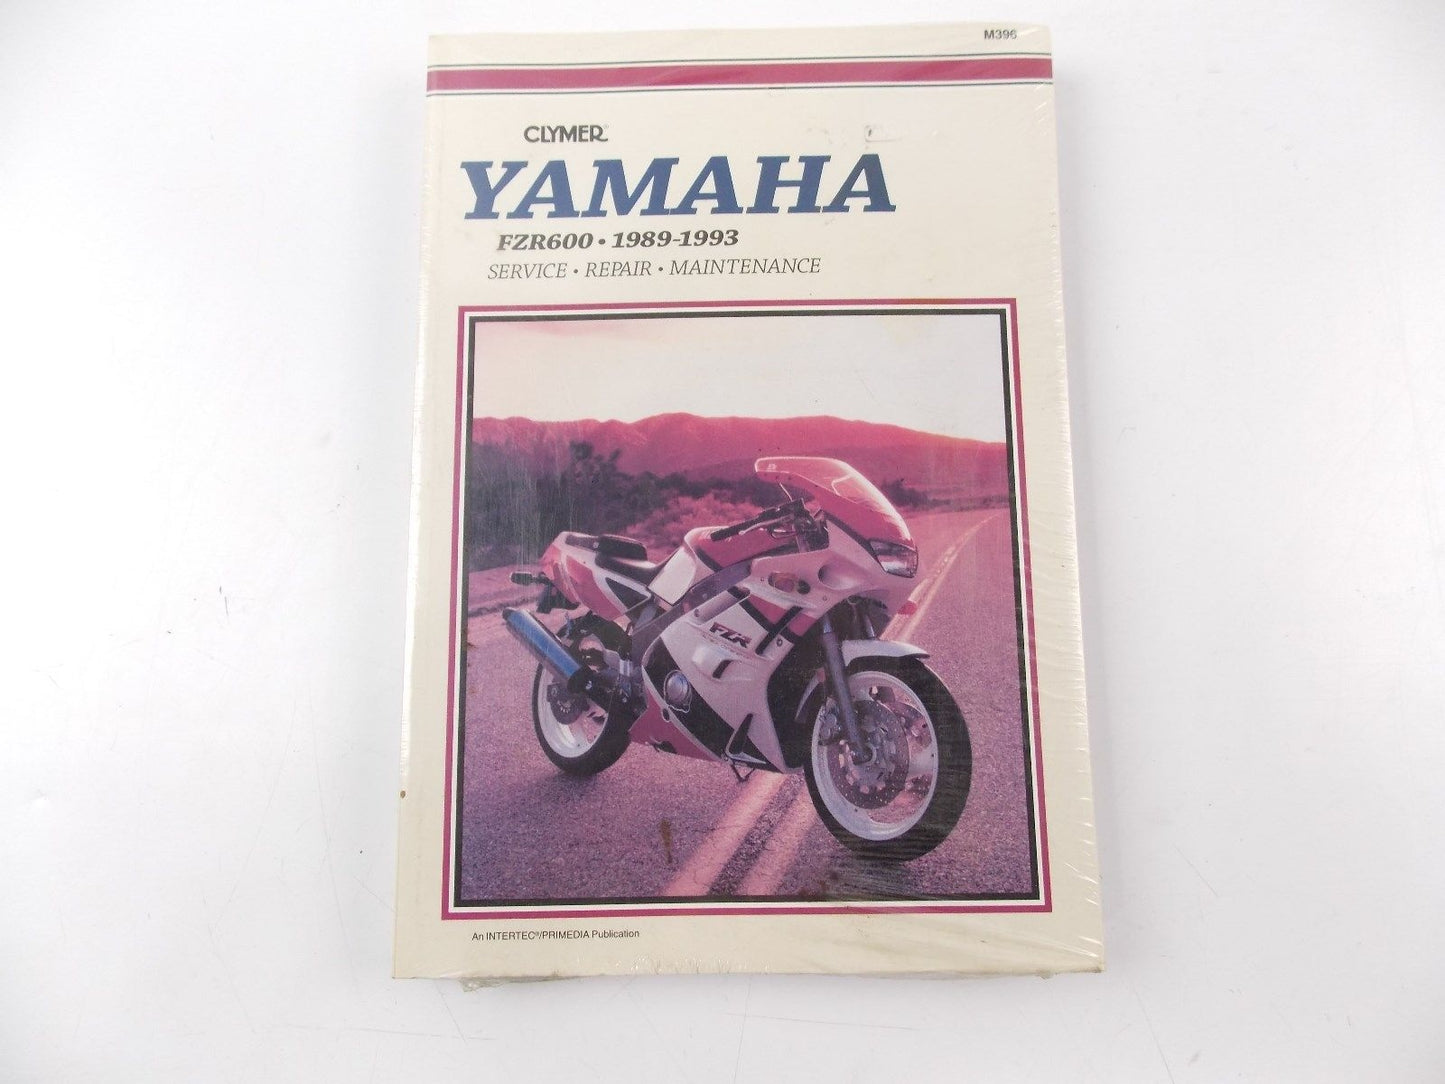 M396
CLYMER®
YAMAHA
FZR600 • 1989-1993
SERVICE • REPAIR • MAINTENANCE
FZR
An INTERTEC®/PRIMEDIA Publication